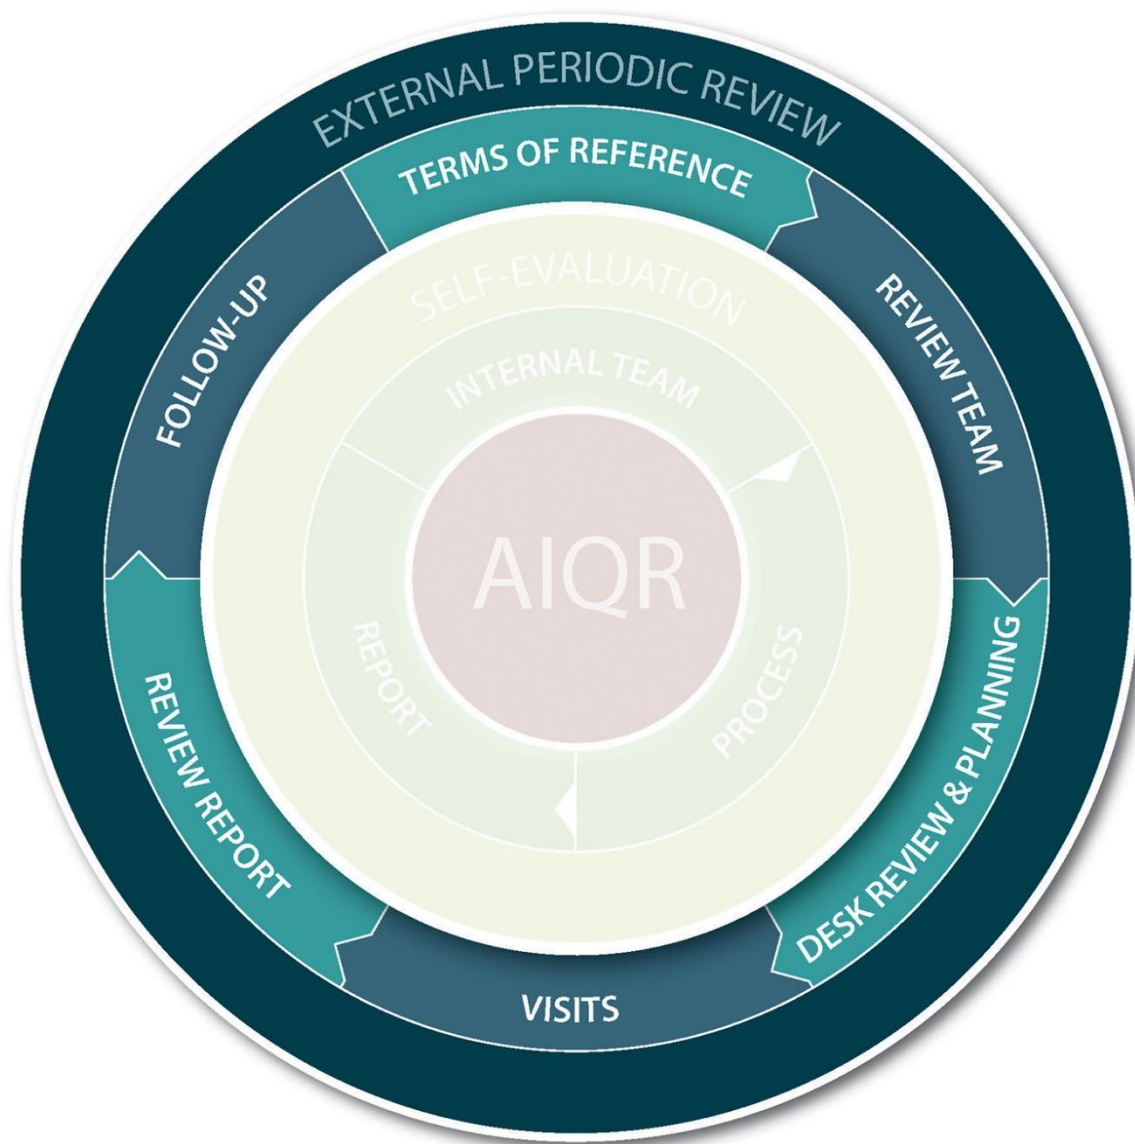 EXTERNAL PERIODIC REVIEW
TERMS OF REFERENCE
REVIEW TEAM
DESK REVIEW & PLANNING
VISITS
REVIEW REPORT
FOLLOW-UP
SELF-EVALUATION
INTERNAL TEAM
PROCESS
REPORT
AIQR